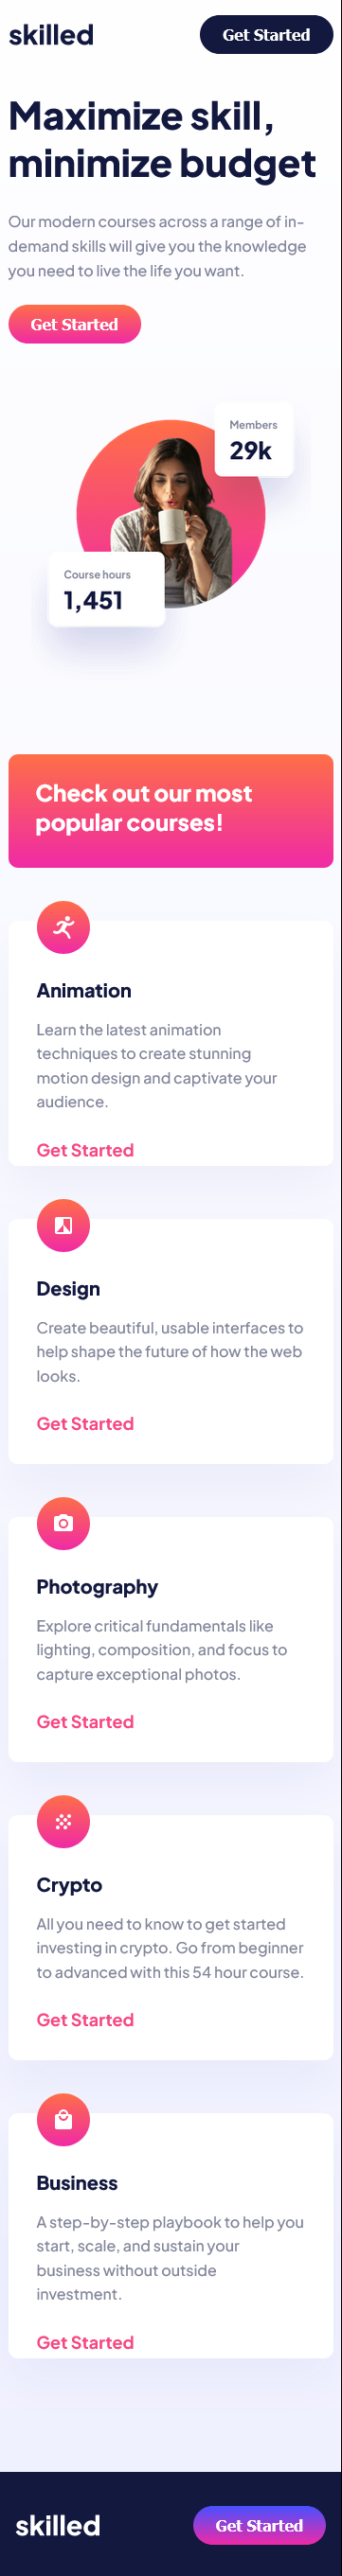 skilled
Get Started
Maximize skill,
minimize budget
Our modern courses across a range of in-
demand skills will give you the knowledge
you need to live the life you want.
Get Started
Members
29k
Course hours
1,451
Check out our most
popular courses!
Animation
Learn the latest animation
techniques to create stunning
motion design and captivate your
audience.
Get Started
Design
Create beautiful, usable interfaces to
help shape the future of how the web
looks.
Get Started
Photography
Explore critical fundamentals like
lighting, composition, and focus to
capture exceptional photos.
Get Started
Crypto
All you need to know to get started
investing in crypto. Go from beginner
to advanced with this 54 hour course.
Get Started
Business
A step-by-step playbook to help you
start, scale, and sustain your
business without outside
investment.
Get Started
skilled
Get Started